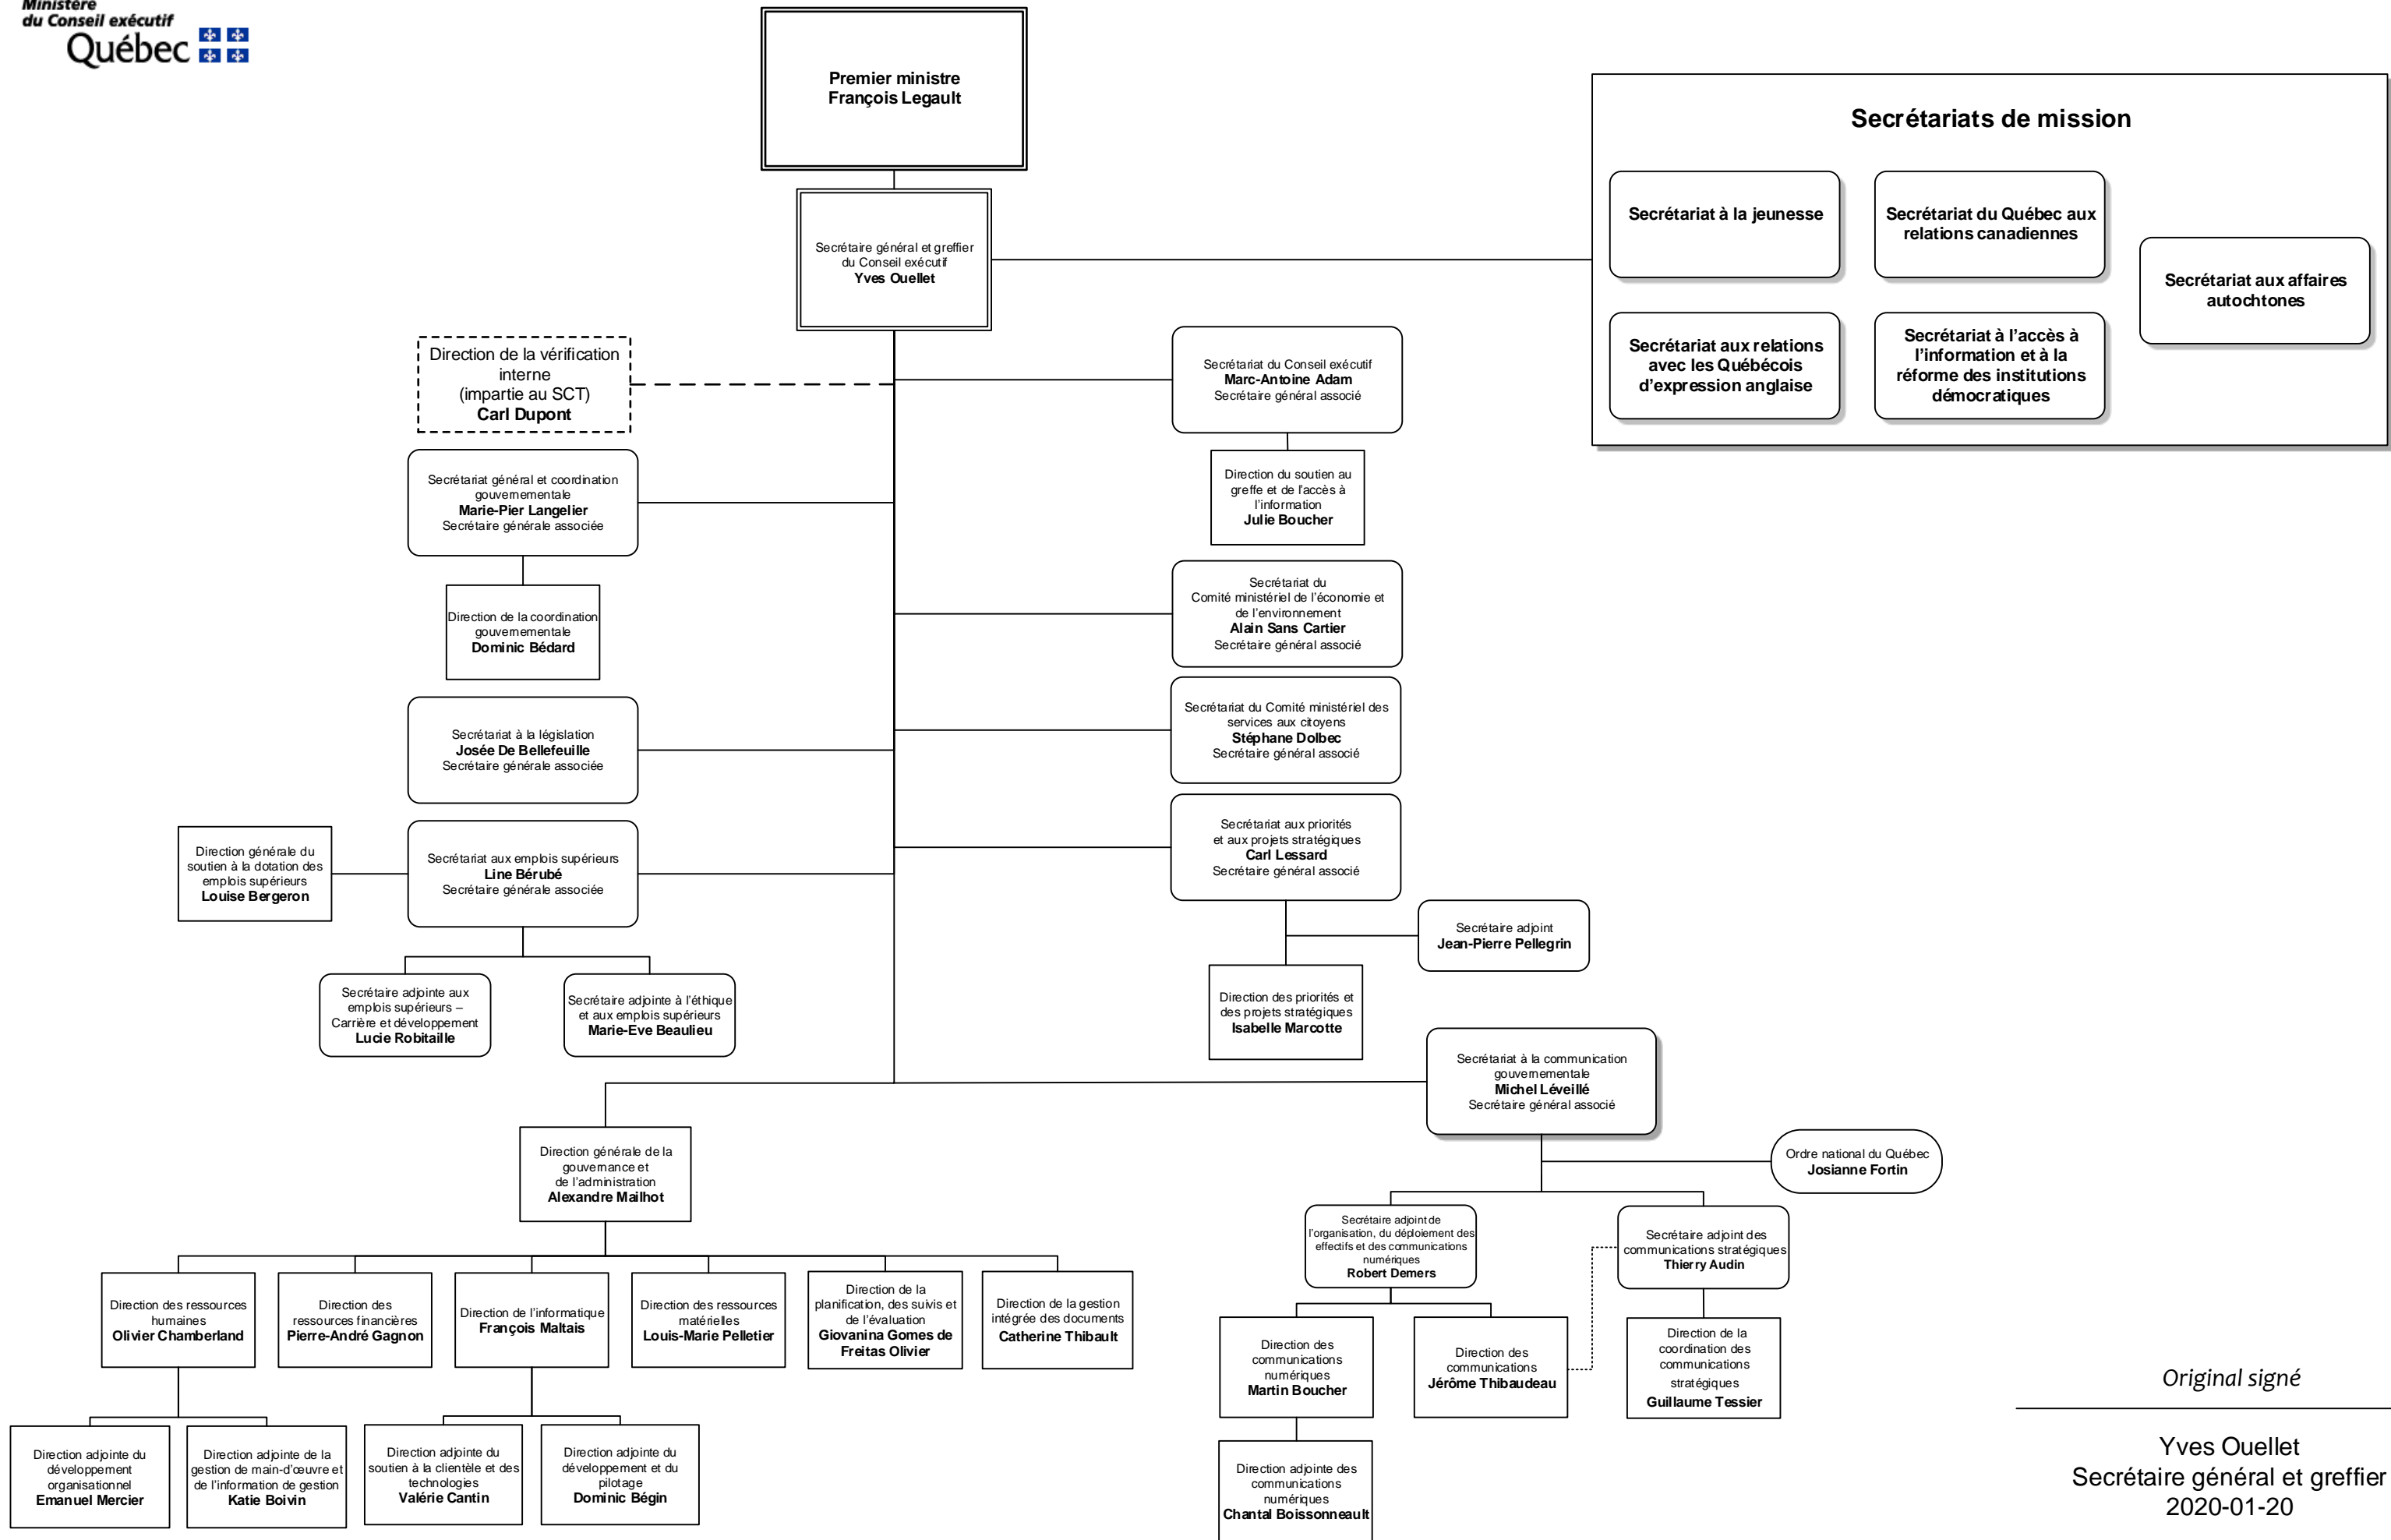 Ministère
du Conseil exécutif
Québec
Premier ministre
François Legault
Secrétaire général et greffier
du Conseil exécutif
Yves Ouellet
Secrétariats de mission
Secrétariat à la jeunesse
Secrétariat du Québec aux
relations canadiennes
Secrétariat aux affaires
autochtones
Secrétariat aux relations
avec les Québécois
d'expression anglaise
Secrétariat à l'accès à
l'information et à la
réforme des institutions
démocratiques
Direction de la vérification
interne
(impartie au SCT)
Carl Dupont
Secrétariat du Conseil exécutif
Marc-Antoine Adam
Secrétaire général associé
Direction du soutien au
greffe et de l'accès à
l'information
Julie Boucher
Secrétariat général et coordination
gouvernementale
Marie-Pier Langelier
Secrétaire générale associée
Direction de la coordination
gouvernementale
Dominic Bédard
Secrétariat du
Comité ministériel de l'économie et
de l'environnement
Alain Sans Cartier
Secrétaire général associé
Secrétariat du Comité ministériel des
services aux citoyens
Stéphane Dolbec
Secrétaire général associé
Secrétariat à la législation
Josée De Bellefeuille
Secrétaire générale associée
Secrétariat aux priorités
et aux projets stratégiques
Carl Lessard
Secrétaire général associé
Direction générale du
soutien à la dotation des
emplois supérieurs
Louise Bergeron
Secrétariat aux emplois supérieurs
Line Bérubé
Secrétaire générale associée
Secrétaire adjoint
Jean-Pierre Pellegrin
Secrétaire adjointe aux
emplois supérieurs –
Carrière et développement
Lucie Robitaille
Secrétaire adjointe à l'éthique
et aux emplois supérieurs
Marie-Eve Beaulieu
Direction des priorités et
des projets stratégiques
Isabelle Marcotte
Secrétariat à la communication
gouvernementale
Michel Léveillé
Secrétaire général associé
Ordre national du Québec
Josianne Fortin
Direction générale de la
gouvernance et
de l'administration
Alexandre Mailhot
Secrétaire adjoint de
l'organisation, du déploiement des
effectifs et des communications
numériques
Robert Demers
Secrétaire adjoint des
communications stratégiques
Thierry Audin
Direction des ressources
humaines
Olivier Chamberland
Direction des
ressources financières
Pierre-André Gagnon
Direction de l'informatique
François Maltais
Direction des ressources
matérielles
Louis-Marie Pelletier
Direction de la
planification, des suivis et
de l'évaluation
Giovanina Gomes de
Freitas Olivier
Direction de la gestion
intégrée des documents
Catherine Thibault
Direction des
communications
numériques
Martin Boucher
Direction des
communications
Jérôme Thibaudeau
Direction de la
coordination des
communications
stratégiques
Guillaume Tessier
Direction adjointe du
développement
organisationnel
Emanuel Mercier
Direction adjointe de la
gestion de main-d'œuvre et
de l'information de gestion
Katie Boivin
Direction adjointe du
soutien à la clientèle et des
technologies
Valérie Cantin
Direction adjointe du
développement et du
pilotage
Dominic Bégin
Direction adjointe des
communications
numériques
Chantal Boissonneault
Original signé
Yves Ouellet
Secrétaire général et greffier
2020-01-20